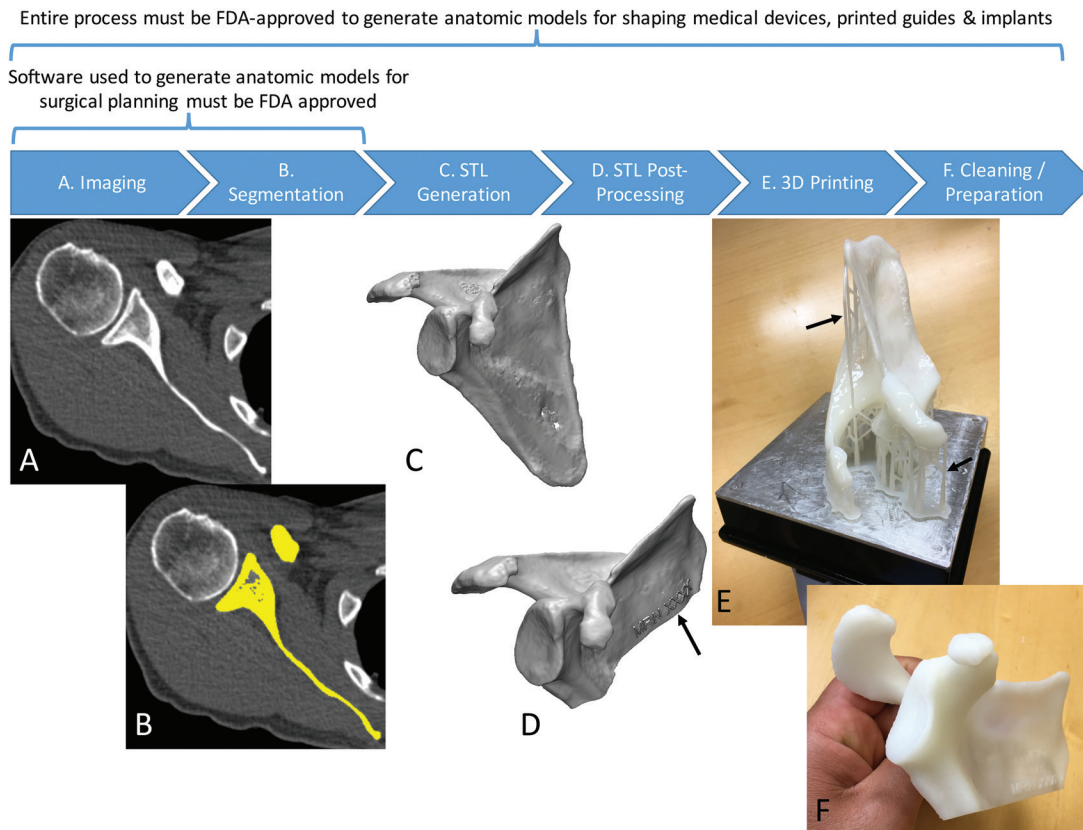 Entire process must be FDA-approved to generate anatomic models for shaping medical devices, printed guides & implants
Software used to generate anatomic models for
surgical planning must be FDA approved
A. Imaging
B.
Segmentation
C. STL
Generation
D. STL Post-
Processing
E. 3D Printing
F. Cleaning /
Preparation
A
B
C
MRN XXXX
D
E
F